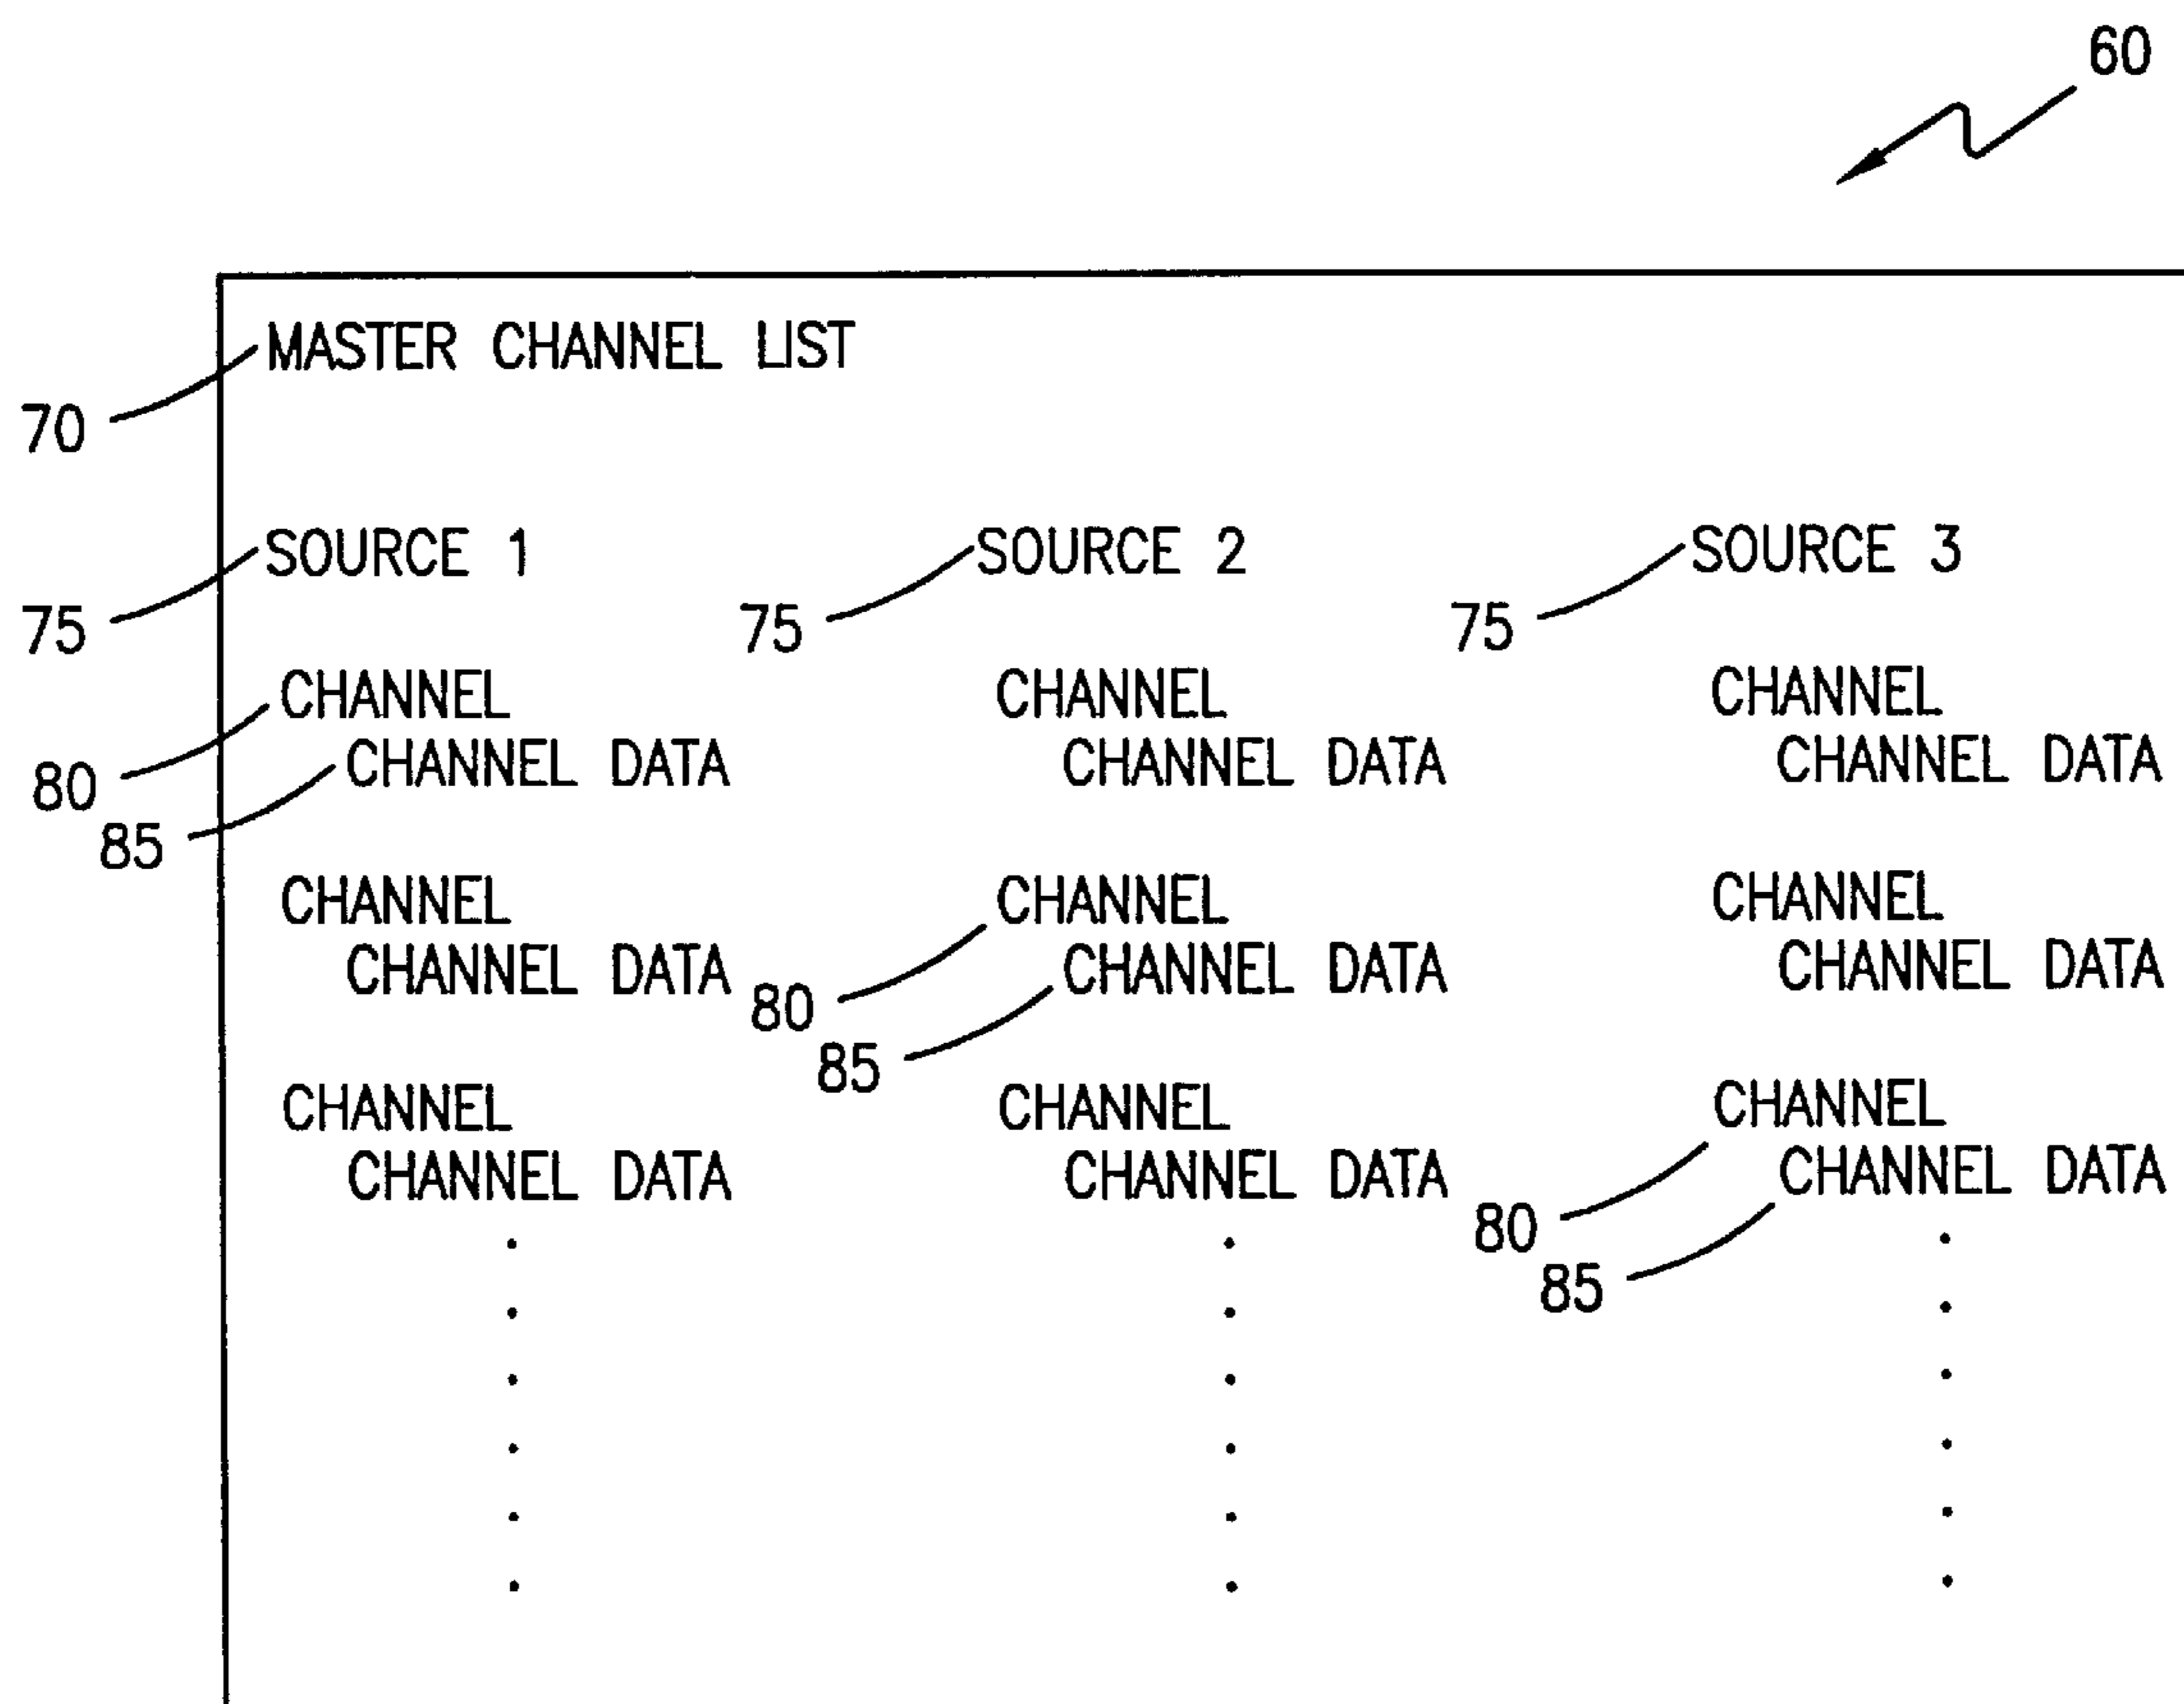 60
MASTER CHANNEL LIST
70
SOURCE 1 SOURCE 2 SOURCE 3
75 75 75
CHANNEL CHANNEL CHANNEL
80 CHANNEL DATA CHANNEL DATA CHANNEL DATA
85
CHANNEL CHANNEL CHANNEL
CHANNEL DATA CHANNEL DATA CHANNEL DATA
80
85
CHANNEL CHANNEL CHANNEL
CHANNEL DATA CHANNEL DATA CHANNEL DATA
80
85